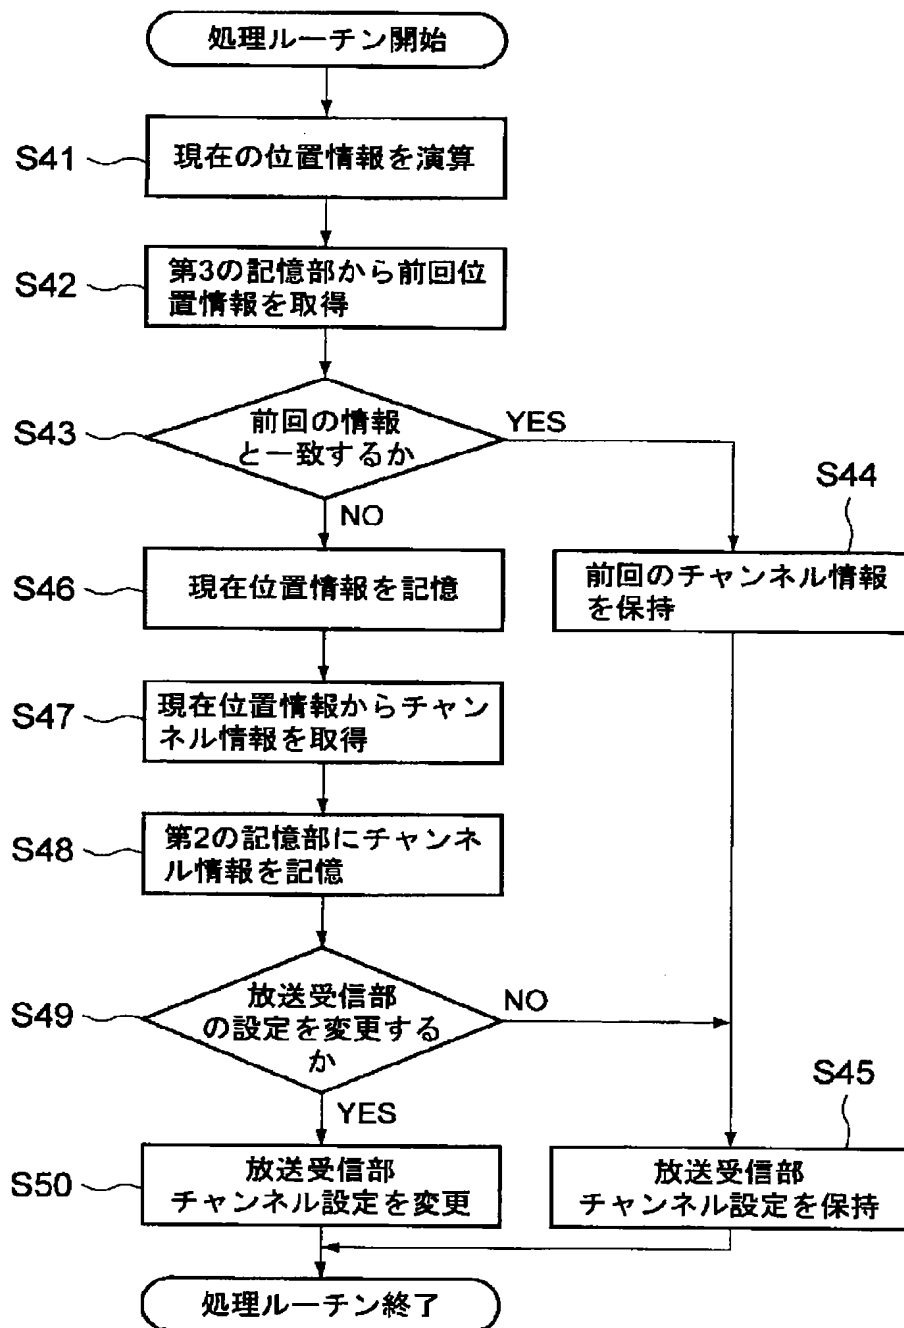 処理ルーチン開始
S41
現在の位置情報を演算
S42
第3の記憶部から前回位
置情報を取得
S43
前回の情報
と一致するか
YES
NO
S44
前回のチャンネル情報
を保持
S46
現在位置情報を記憶
S47
現在位置情報からチャン
ネル情報を取得
S48
第2の記憶部にチャンネ
ル情報を記憶
S49
放送受信部
の設定を変更する
か
NO
YES
S45
放送受信部
チャンネル設定を保持
S50
放送受信部
チャンネル設定を変更
処理ルーチン終了